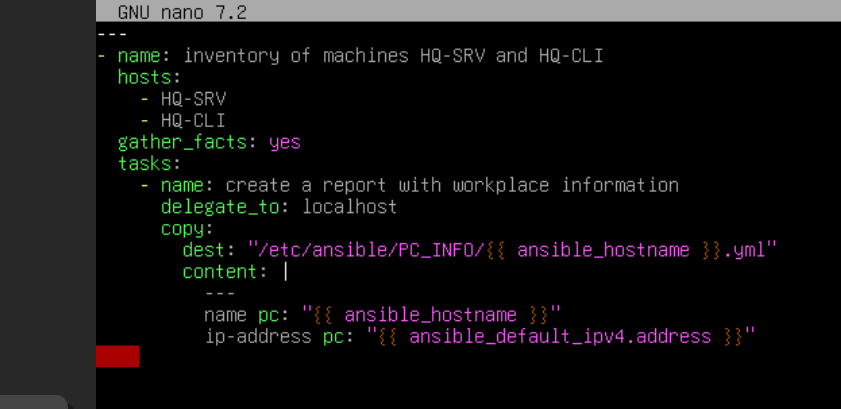 GNU nano 7.2
---
- name: inventory of machines HQ-SRV and HQ-CLI
  hosts:
    - HQ-SRV
    - HQ-CLI
  gather_facts: yes
  tasks:
    - name: create a report with workplace information
      delegate_to: localhost
      copy:
        dest: "/etc/ansible/PC_INFO/{{ ansible_hostname }}.yml"
        content: |
          ---
          name pc: "{{ ansible_hostname }}"
          ip-address pc: "{{ ansible_default_ipv4.address }}"